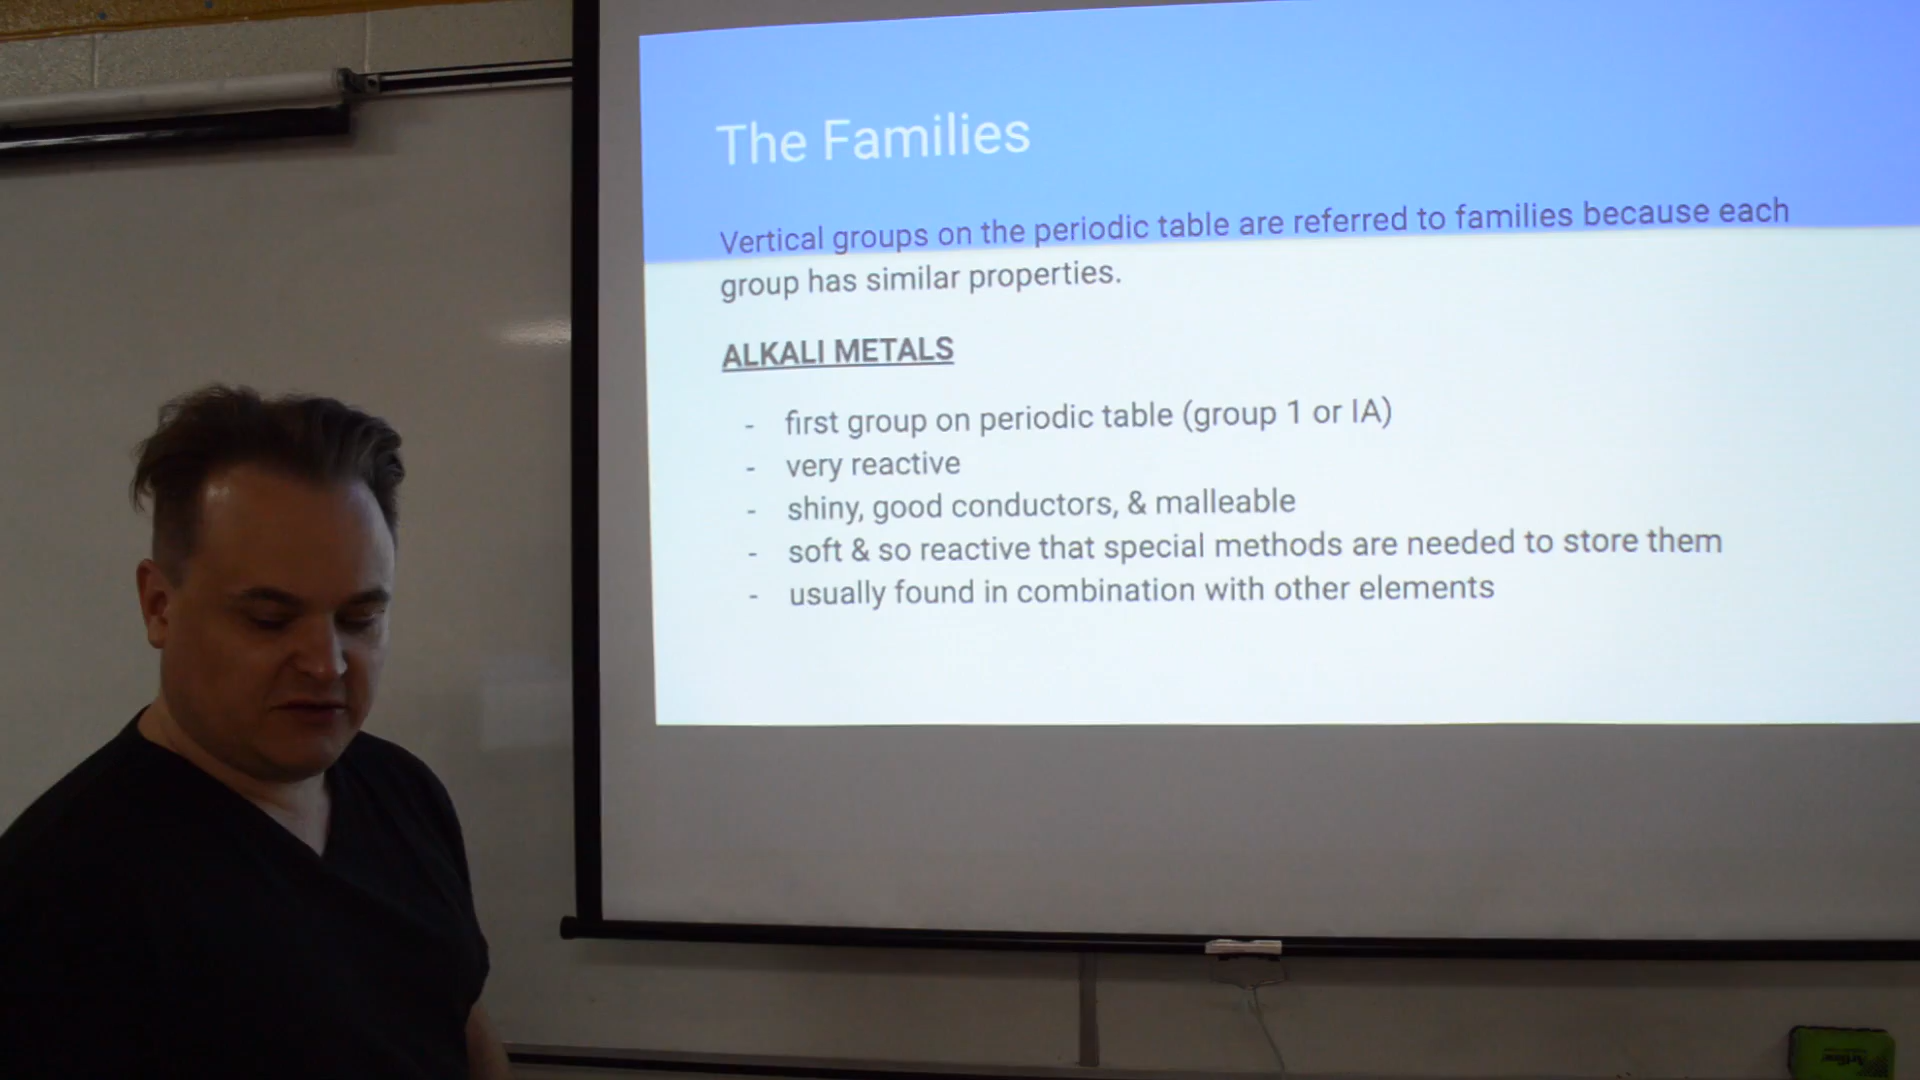 The Families
Vertical groups on the periodic table are referred to families because each
group has similar properties.
ALKALI METALS
- first group on periodic table (group 1 or IA)
- very reactive
- shiny, good conductors, & malleable
- soft & so reactive that special methods are needed to store them
- usually found in combination with other elements